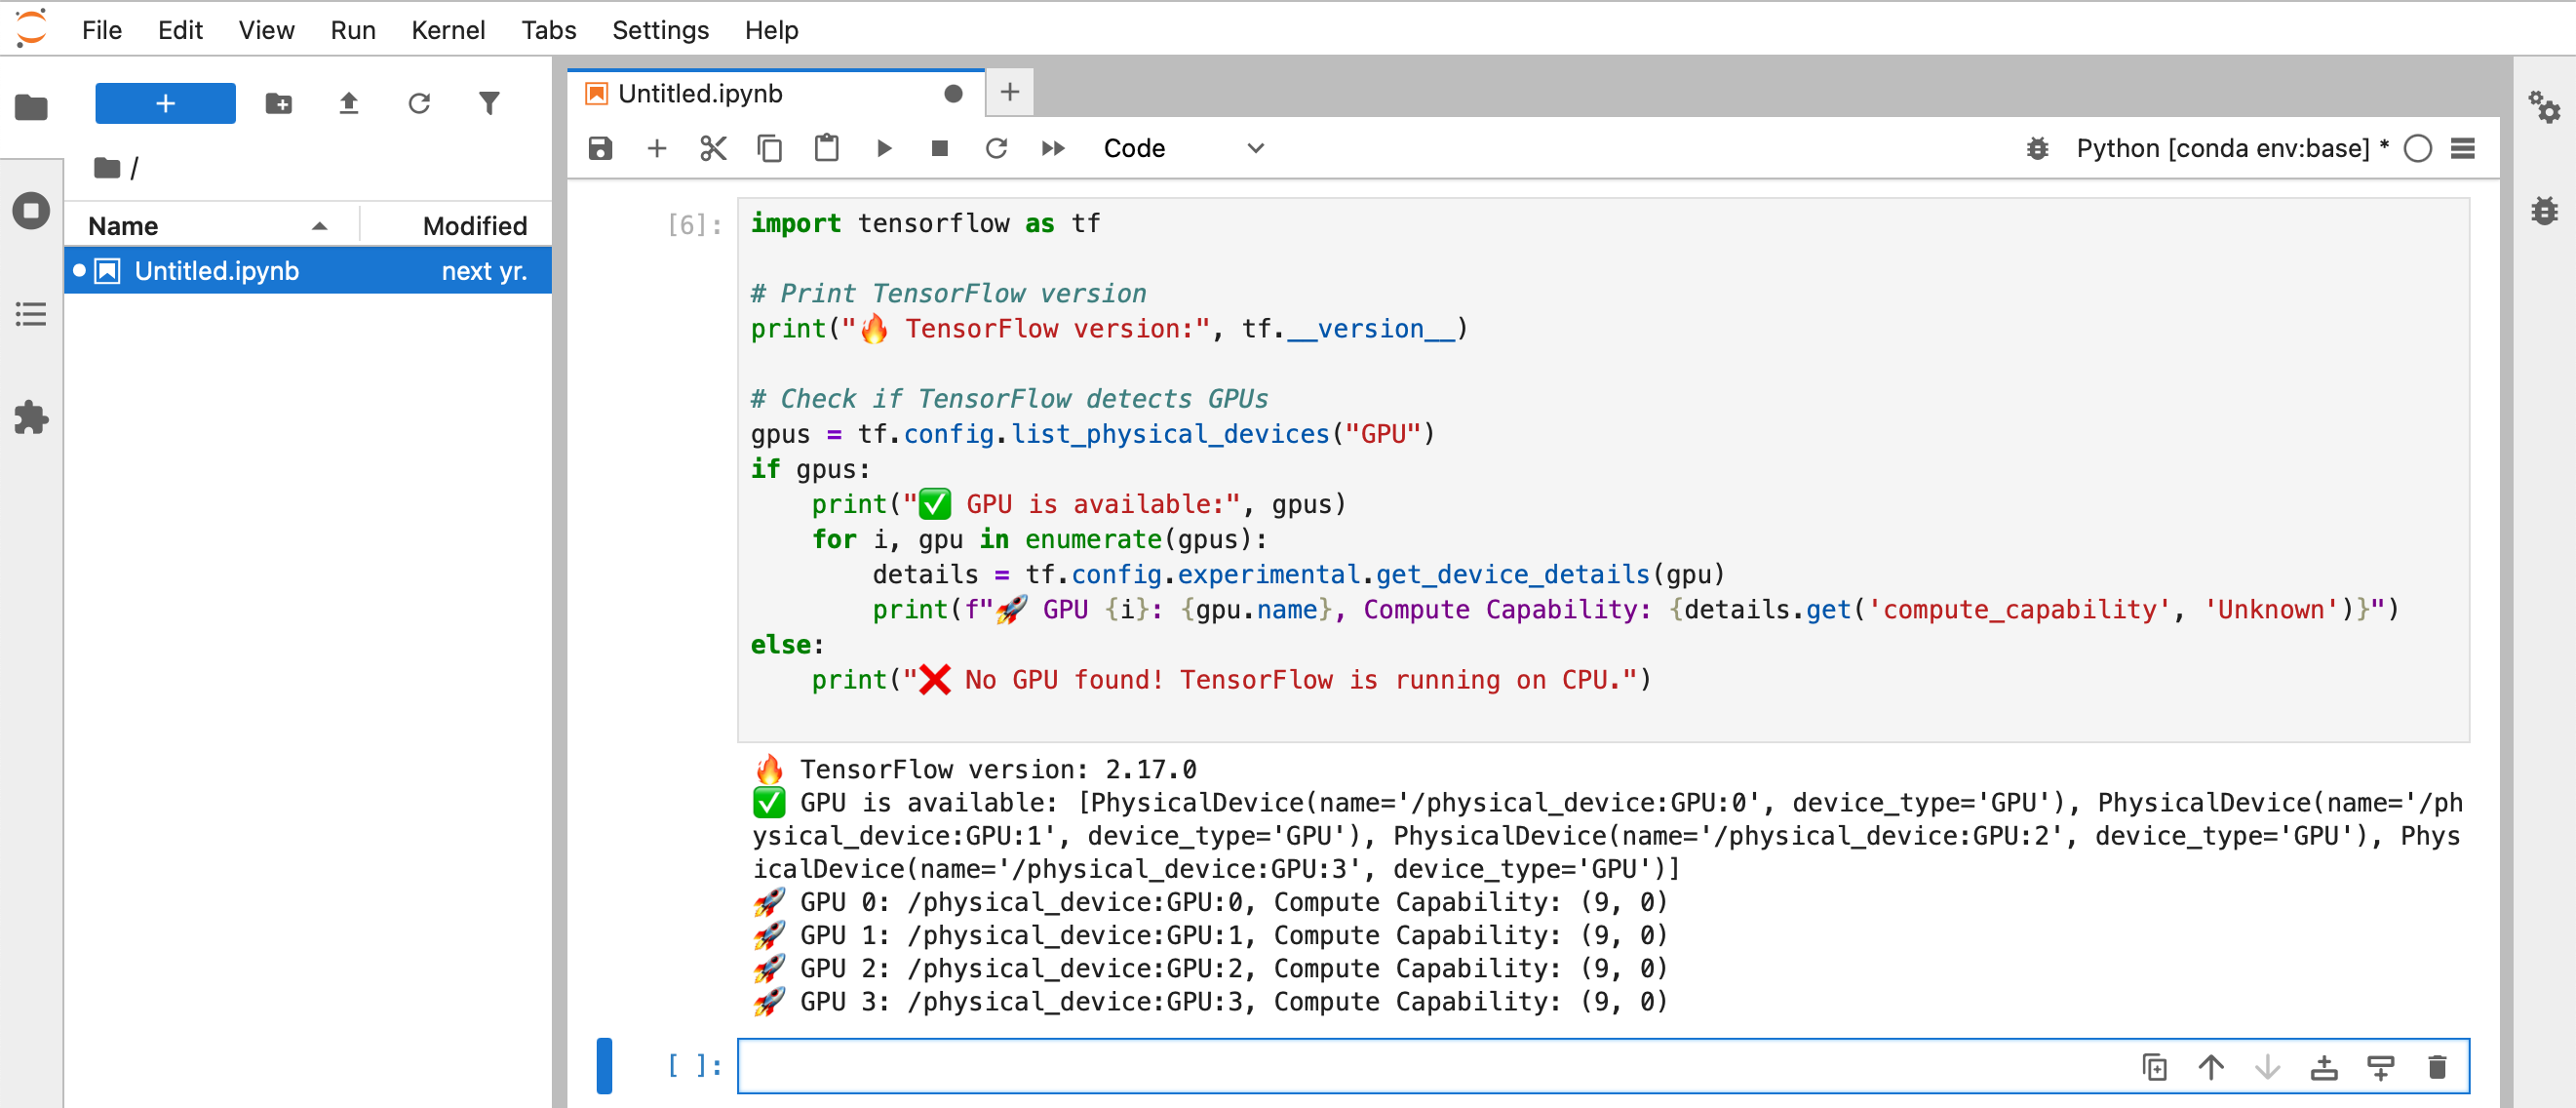 File Edit View Run Kernel Tabs Settings Help
+
/
Name Modified
Untitled.ipynb next yr.
Untitled.ipynb
Code
Python [conda env:base] *
[6]:
import tensorflow as tf
# Print TensorFlow version
print("🔥 TensorFlow version:", tf.__version__)
# Check if TensorFlow detects GPUs
gpus = tf.config.list_physical_devices("GPU")
if gpus:
    print("✅ GPU is available:", gpus)
    for i, gpu in enumerate(gpus):
        details = tf.config.experimental.get_device_details(gpu)
        print(f"🚀 GPU {i}: {gpu.name}, Compute Capability: {details.get('compute_capability', 'Unknown')}")
else:
    print("❌ No GPU found! TensorFlow is running on CPU.")
🔥 TensorFlow version: 2.17.0
✅ GPU is available: [PhysicalDevice(name='/physical_device:GPU:0', device_type='GPU'), PhysicalDevice(name='/ph
ysical_device:GPU:1', device_type='GPU'), PhysicalDevice(name='/physical_device:GPU:2', device_type='GPU'), Phys
icalDevice(name='/physical_device:GPU:3', device_type='GPU')]
🚀 GPU 0: /physical_device:GPU:0, Compute Capability: (9, 0)
🚀 GPU 1: /physical_device:GPU:1, Compute Capability: (9, 0)
🚀 GPU 2: /physical_device:GPU:2, Compute Capability: (9, 0)
🚀 GPU 3: /physical_device:GPU:3, Compute Capability: (9, 0)
[ ]: